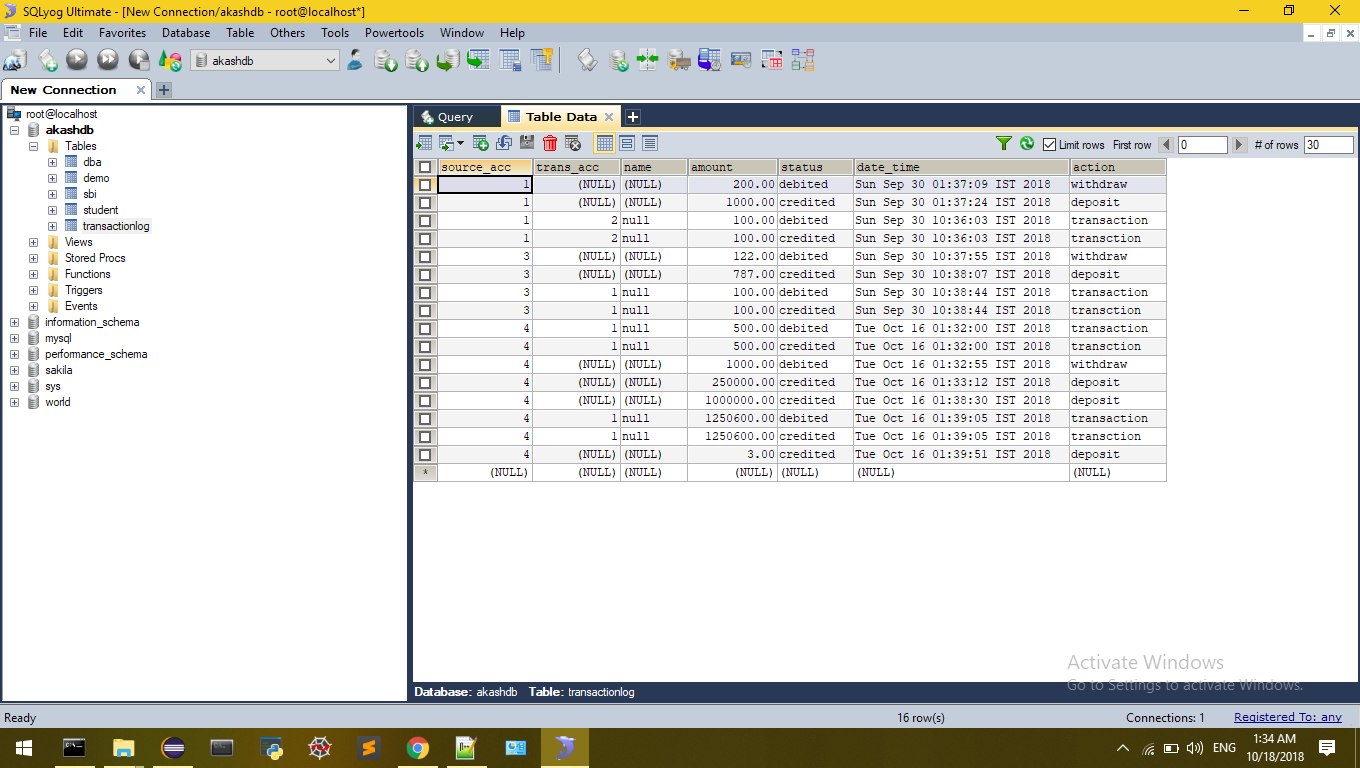 SQLyog Ultimate - [New Connection/akashdb - root@localhost*]
File Edit Favorites Database Table Others Tools Powertools Window Help
akashdb
New Connection
root@localhost
akashdb
Tables
dba
demo
sbi
student
transactionlog
Views
Stored Procs
Functions
Triggers
Events
information_schema
mysql
perfomance_schema
sakila
sys
world
Query Table Data
Limit rows First row 0 # of rows 30
source_acc trans_acc name amount status date_time action
1 (NULL) (NULL) 200.00 debited Sun Sep 30 01:37:09 IST 2018 withdraw
1 (NULL) (NULL) 1000.00 credited Sun Sep 30 01:37:24 IST 2018 deposit
1 2 null 100.00 debited Sun Sep 30 10:36:03 IST 2018 transaction
1 2 null 100.00 credited Sun Sep 30 10:36:03 IST 2018 transction
3 (NULL) (NULL) 122.00 debited Sun Sep 30 10:37:55 IST 2018 withdraw
3 (NULL) (NULL) 787.00 credited Sun Sep 30 10:38:07 IST 2018 deposit
3 1 null 100.00 debited Sun Sep 30 10:38:44 IST 2018 transaction
3 1 null 100.00 credited Sun Sep 30 10:38:44 IST 2018 transction
4 1 null 500.00 debited Tue Oct 16 01:32:00 IST 2018 transaction
4 1 null 500.00 credited Tue Oct 16 01:32:00 IST 2018 transction
4 (NULL) (NULL) 1000.00 debited Tue Oct 16 01:32:55 IST 2018 withdraw
4 (NULL) (NULL) 250000.00 credited Tue Oct 16 01:33:12 IST 2018 deposit
4 (NULL) (NULL) 1000000.00 credited Tue Oct 16 01:38:30 IST 2018 deposit
4 1 null 1250600.00 debited Tue Oct 16 01:39:05 IST 2018 transaction
4 1 null 1250600.00 credited Tue Oct 16 01:39:05 IST 2018 transction
4 (NULL) (NULL) 3.00 credited Tue Oct 16 01:39:51 IST 2018 deposit
* (NULL) (NULL) (NULL) (NULL) (NULL) (NULL) (NULL)
Activate Windows
Go to Settings to activate Windows.
Database: akashdb Table: transactionlog
Ready 16 row(s) Connections: 1 Registered To: any
ENG 1:34 AM
10/18/2018